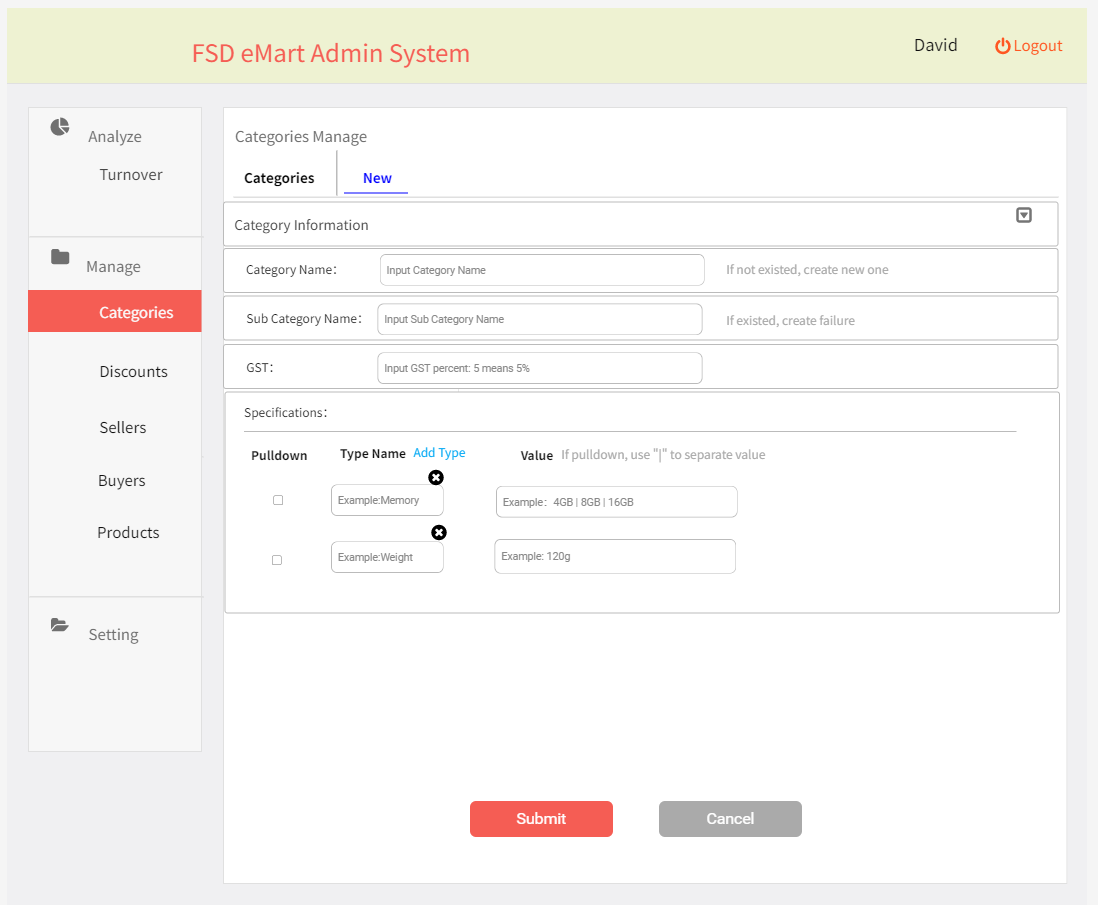 FSD eMart Admin System
David
Logout
Analyze
Turnover
Manage
Categories
Discounts
Sellers
Buyers
Products
Setting
Categories Manage
Categories
New
Category Information
Category Name：
Input Category Name
If not existed, create new one
Sub Category Name：
Input Sub Category Name
If existed, create failure
GST：
Input GST percent: 5 means 5%
Specifications：
Pulldown
Type Name
Add Type
Value
If pulldown, use "|" to separate value
Example:Memory
Example: 4GB | 8GB | 16GB
Example:Weight
Example: 120g
Submit
Cancel